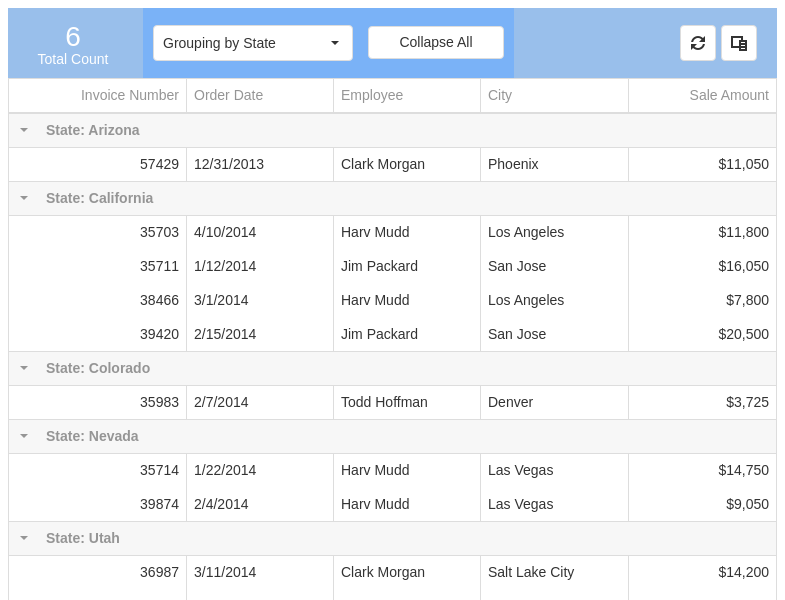 6
Total Count
Grouping by State
Collapse All
Invoice Number Order Date Employee City Sale Amount
State: Arizona
57429 12/31/2013 Clark Morgan Phoenix $11,050
State: California
35703 4/10/2014 Harv Mudd Los Angeles $11,800
35711 1/12/2014 Jim Packard San Jose $16,050
38466 3/1/2014 Harv Mudd Los Angeles $7,800
39420 2/15/2014 Jim Packard San Jose $20,500
State: Colorado
35983 2/7/2014 Todd Hoffman Denver $3,725
State: Nevada
35714 1/22/2014 Harv Mudd Las Vegas $14,750
39874 2/4/2014 Harv Mudd Las Vegas $9,050
State: Utah
36987 3/11/2014 Clark Morgan Salt Lake City $14,200